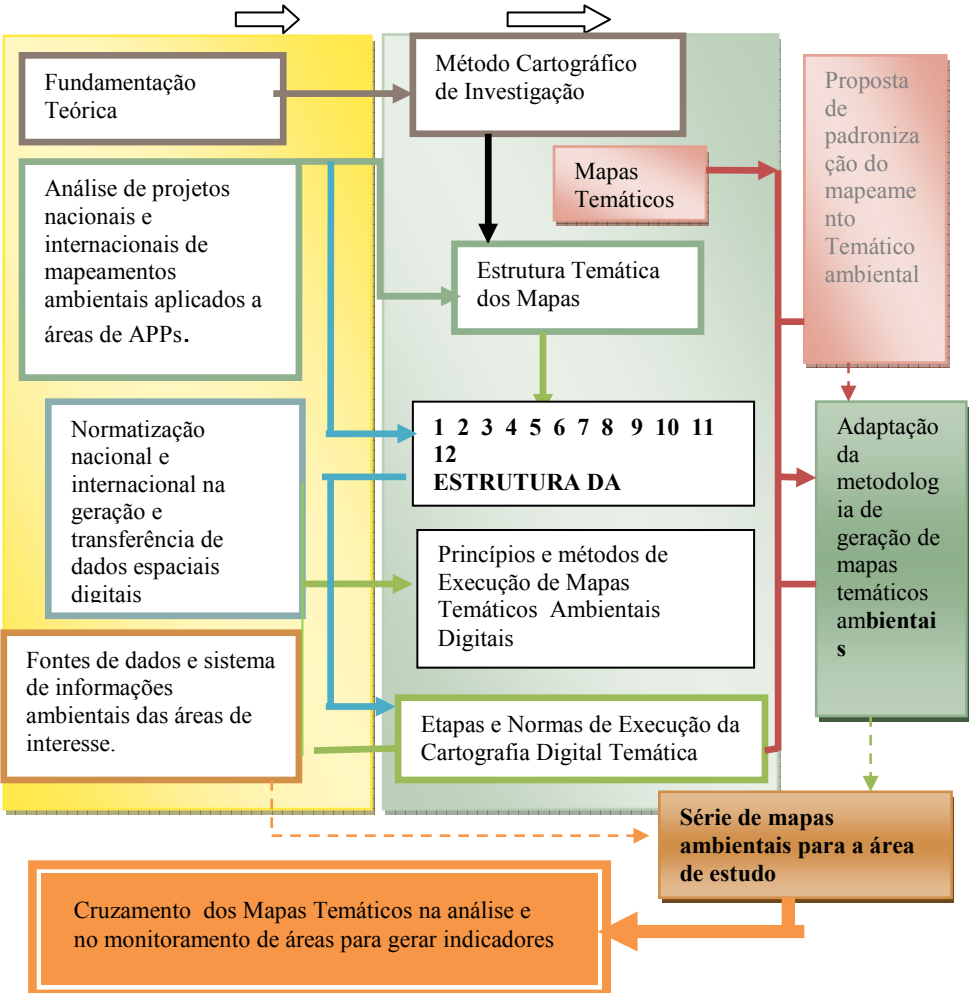 Fundamentação
Teórica
Análise de projetos
nacionais e
internacionais de
mapeamentos
ambientais aplicados a
áreas de APPs.
Normatização
nacional e
internacional na
geração e
transferência de
dados espaciais
digitais
Fontes de dados e sistema
de informações
ambientais das áreas de
interesse.
Método Cartográfico
de Investigação
Mapas
Temáticos
Estrutura Temática
dos Mapas
1 2 3 4 5 6 7 8 9 10 11
12
ESTRUTURA DA
Princípios e métodos de
Execução de Mapas
Temáticos Ambientais
Digitais
Etapas e Normas de Execução da
Cartografia Digital Temática
Proposta
de
padroniza
ção do
mapeame
nto
Temático
ambiental
Adaptação
da
metodolog
ia de
geração de
mapas
temáticos
ambientai
s
Série de mapas
ambientais para a área
de estudo
Cruzamento dos Mapas Temáticos na análise e
no monitoramento de áreas para gerar indicadores